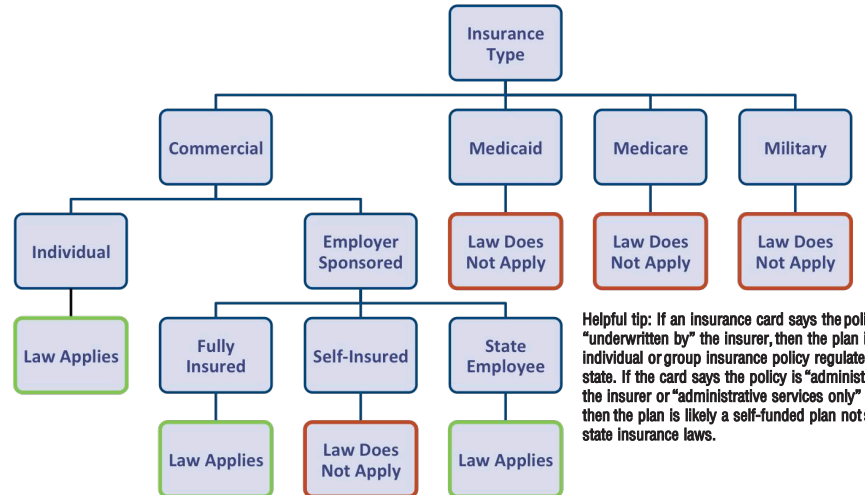 Insurance
Type
Commercial
Medicaid
Medicare
Military
Individual
Employer
Sponsored
Law Does
Not Apply
Law Does
Not Apply
Law Does
Not Apply
Law Applies
Fully
Insured
Self-Insured
State
Employee
Law Applies
Law Does
Not Apply
Law Applies
Helpful tip: If an insurance card says the
“underwritten by” the insurer, then the plan
individual or group insurance policy
state. If the card says the policy is
the insurer or “administrative services only”
then the plan is likely a self-funded plan not
state insurance laws.